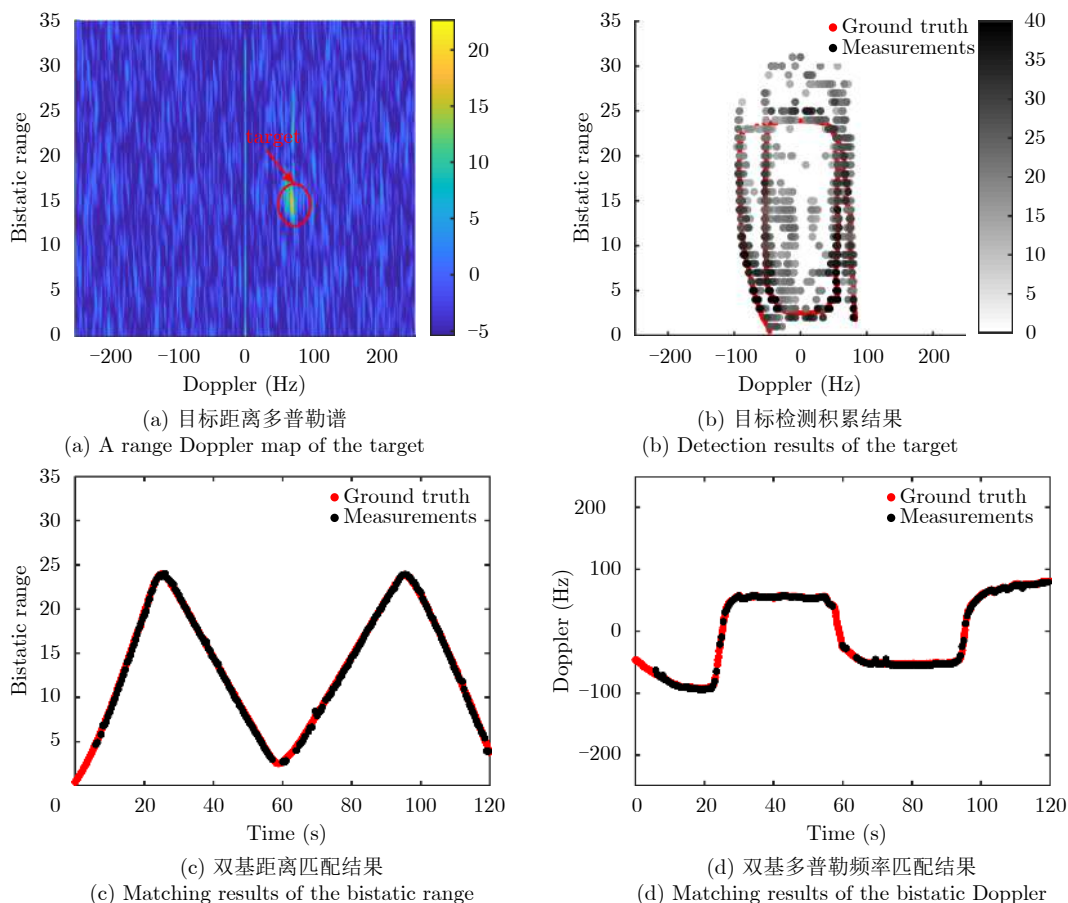 35
30
25
20
15
10
5
0
Bistatic range
target
−200
−100
0
100
200
Doppler (Hz)
20
15
10
5
0
−5
(a) 目标距离多普勒谱
(a) A range Doppler map of the target
35
30
25
20
15
10
5
0
Bistatic range
Ground truth
Measurements
−200
−100
0
100
200
Doppler (Hz)
40
35
30
25
20
15
10
5
0
(b) 目标检测积累结果
(b) Detection results of the target
35
30
25
20
15
10
5
Bistatic range
Ground truth
Measurements
0
20
40
60
80
100
120
Time (s)
(c) 双基距离匹配结果
(c) Matching results of the bistatic range
200
100
0
−100
−200
Doppler (Hz)
Ground truth
Measurements
0
20
40
60
80
100
120
Time (s)
(d) 双基多普勒频率匹配结果
(d) Matching results of the bistatic Doppler